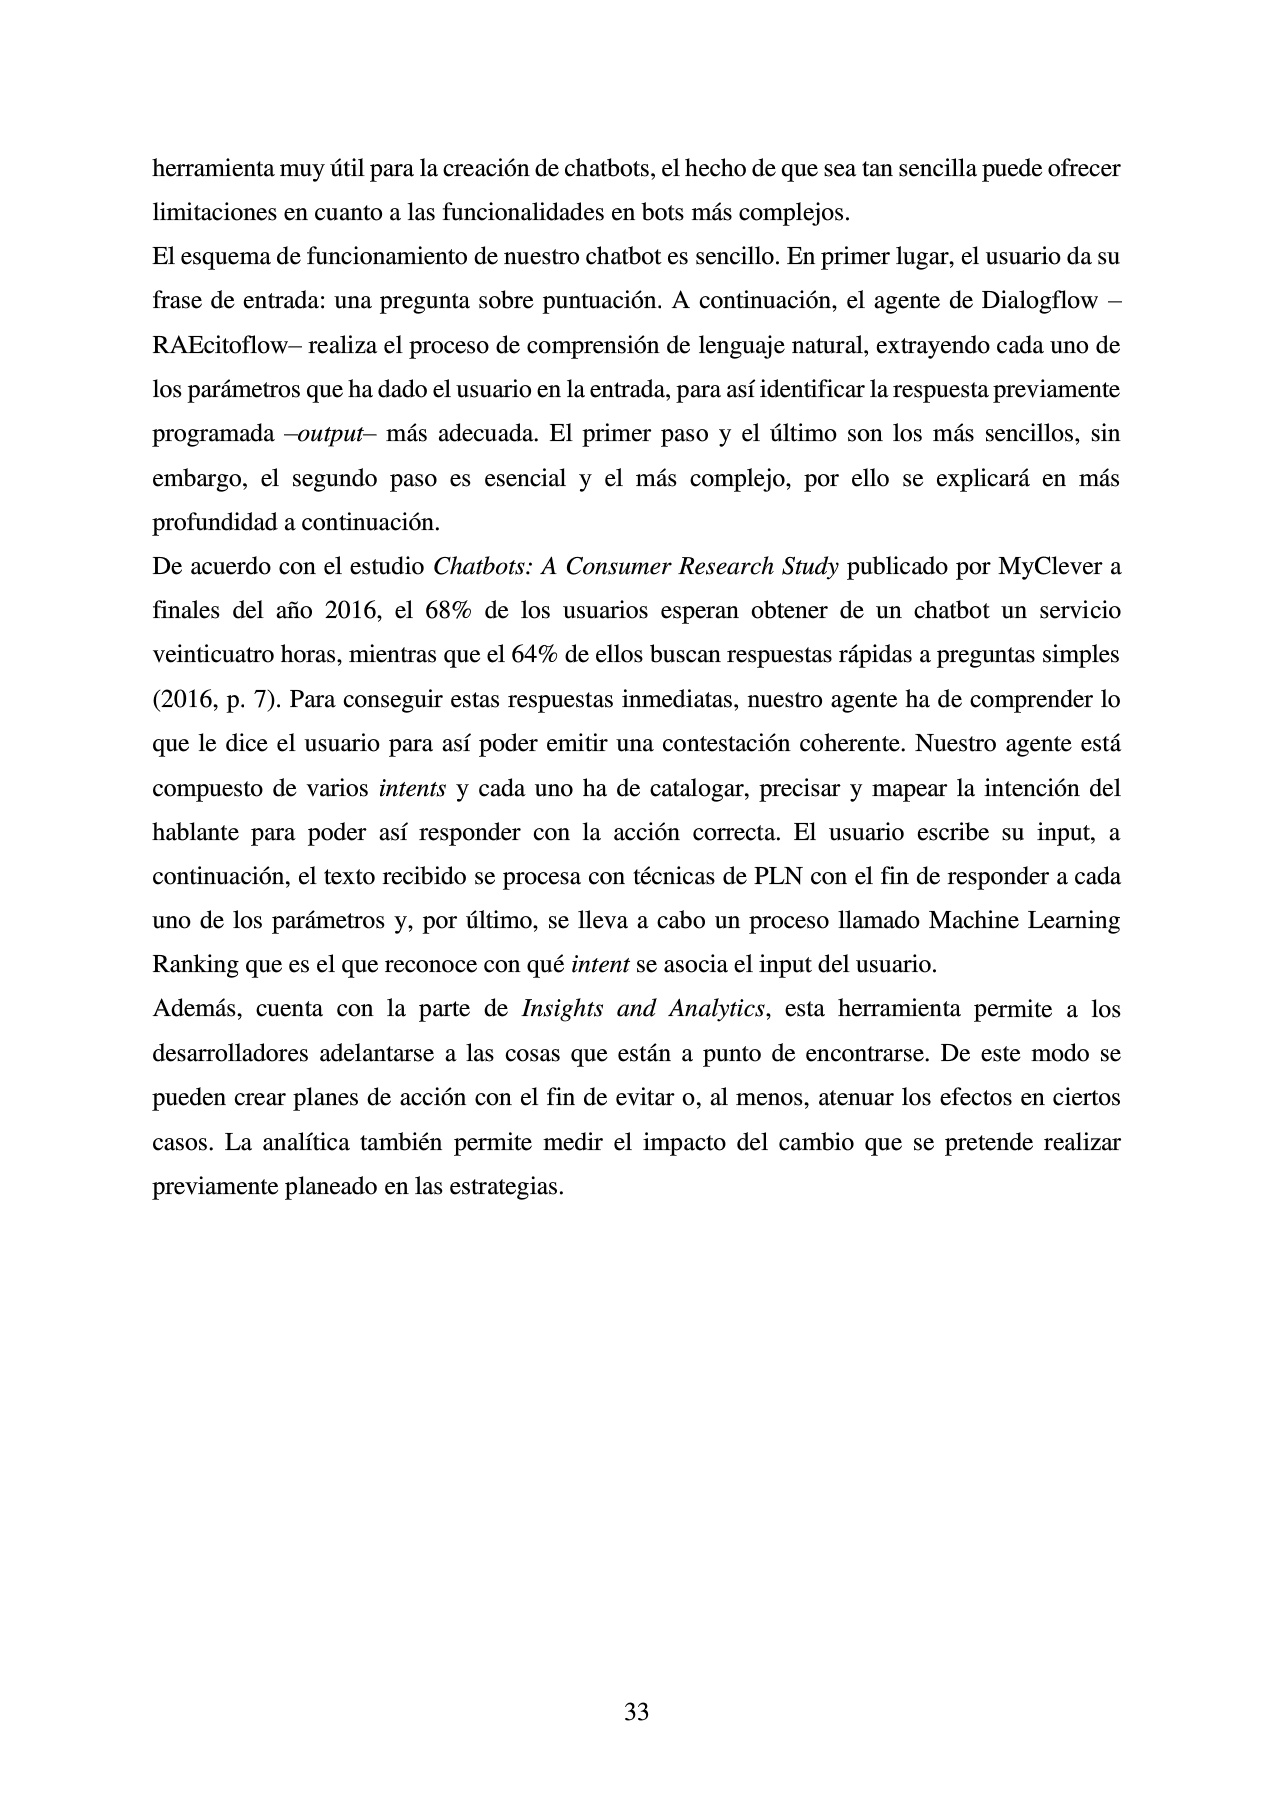 herramienta muy útil para la creación de chatbots, el hecho de que sea tan sencilla puede ofrecer
limitaciones en cuanto a las funcionalidades en bots más complejos.
El esquema de funcionamiento de nuestro chatbot es sencillo. En primer lugar, el usuario da su
frase de entrada: una pregunta sobre puntuación. A continuación, el agente de Dialogflow –
RAEcitoflow– realiza el proceso de comprensión de lenguaje natural, extrayendo cada uno de
los parámetros que ha dado el usuario en la entrada, para así identificar la respuesta previamente
programada –output– más adecuada. El primer paso y el último son los más sencillos, sin
embargo, el segundo paso es esencial y el más complejo, por ello se explicará en más
profundidad a continuación.
De acuerdo con el estudio Chatbots: A Consumer Research Study publicado por MyClever a
finales del año 2016, el 68% de los usuarios esperan obtener de un chatbot un servicio
veinticuatro horas, mientras que el 64% de ellos buscan respuestas rápidas a preguntas simples
(2016, p. 7). Para conseguir estas respuestas inmediatas, nuestro agente ha de comprender lo
que le dice el usuario para así poder emitir una contestación coherente. Nuestro agente está
compuesto de varios intents y cada uno ha de catalogar, precisar y mapear la intención del
hablante para poder así responder con la acción correcta. El usuario escribe su input, a
continuación, el texto recibido se procesa con técnicas de PLN con el fin de responder a cada
uno de los parámetros y, por último, se lleva a cabo un proceso llamado Machine Learning
Ranking que es el que reconoce con qué intent se asocia el input del usuario.
Además, cuenta con la parte de Insights and Analytics, esta herramienta permite a los
desarrolladores adelantarse a las cosas que están a punto de encontrarse. De este modo se
pueden crear planes de acción con el fin de evitar o, al menos, atenuar los efectos en ciertos
casos. La analítica también permite medir el impacto del cambio que se pretende realizar
previamente planeado en las estrategias.
33